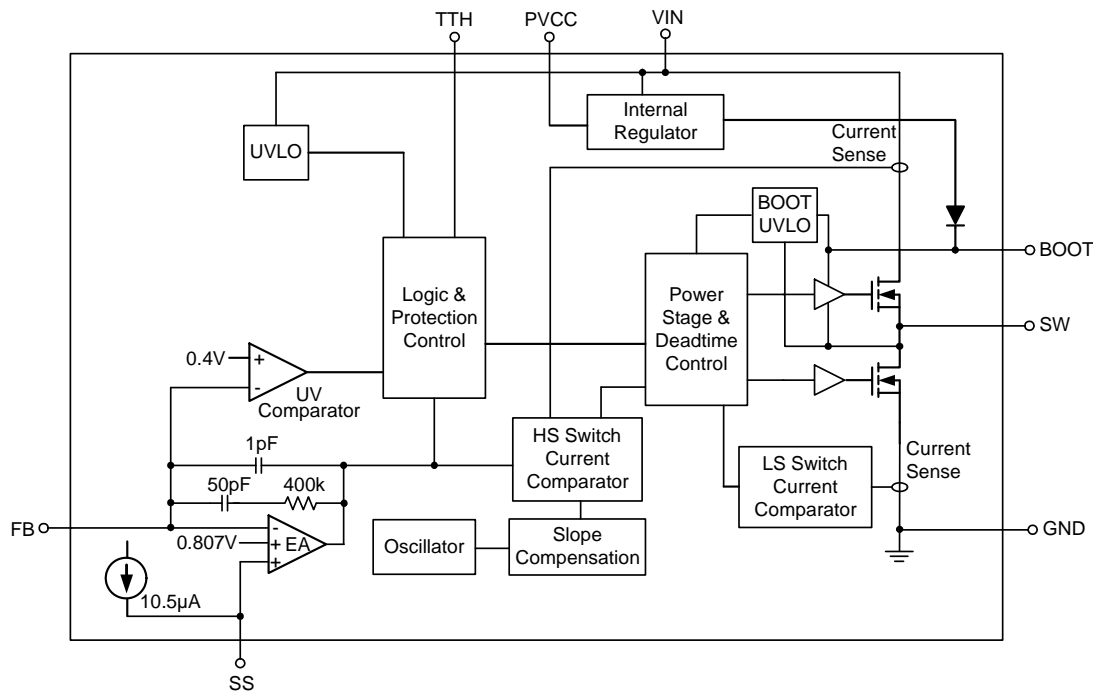 TTH
PVCC
VIN
Internal
Regulator
Current
Sense
UVLO
BOOT
UVLO
BOOT
Logic &
Protection
Control
Power
Stage &
Deadtime
Control
SW
0.4V
+
-
UV
Comparator
1pF
HS Switch
Current
Comparator
LS Switch
Current
Comparator
Current
Sense
50pF
400k
FB
-
0.807V
+
EA
+
Oscillator
Slope
Compensation
GND
10.5µA
SS